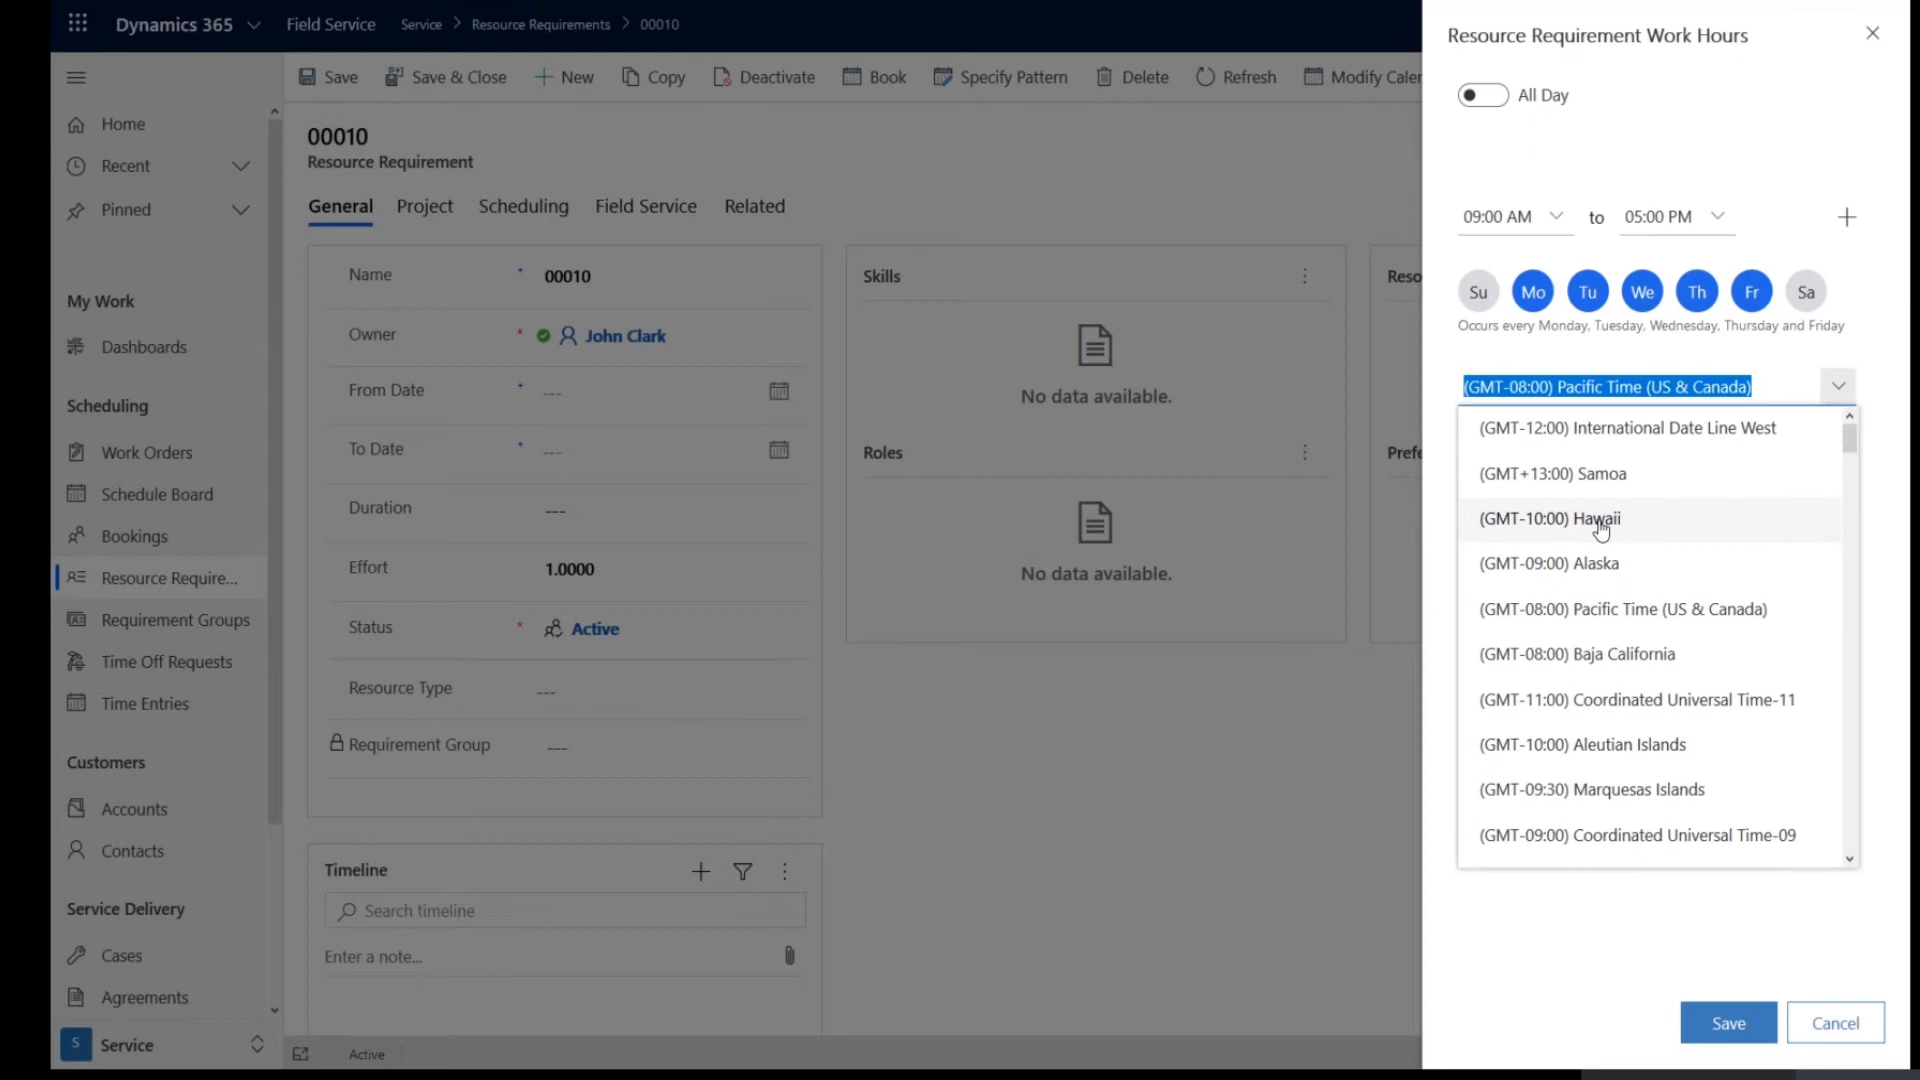 Dynamics 365
Field Service
Service > Resource Requirements > 00010
Save
Save & Close
New
Copy
Deactivate
Book
Specify Pattern
Delete
Refresh
Modify Caler
Home
Recent
Pinned
My Work
Dashboards
Scheduling
Work Orders
Schedule Board
Bookings
Resource Require...
Requirement Groups
Time Off Requests
Time Entries
Customers
Accounts
Contacts
Service Delivery
Cases
Agreements
S Service
00010
Resource Requirement
General Project Scheduling Field Service Related
Name * 00010
Owner * John Clark
From Date + ---
To Date * ---
Duration ---
Effort 1.0000
Status * Active
Resource Type ---
Requirement Group ---
Timeline
Search timeline
Enter a note...
Skills
No data available.
Roles
No data available.
Reso
Prefe
Active
Resource Requirement Work Hours
All Day
09:00 AM to 05:00 PM
Su Mo Tu We Th Fr Sa
Occurs every Monday, Tuesday, Wednesday, Thursday and Friday
(GMT-08:00) Pacific Time (US & Canada)
(GMT-12:00) International Date Line West
(GMT+13:00) Samoa
(GMT-10:00) Hawaii
(GMT-09:00) Alaska
(GMT-08:00) Pacific Time (US & Canada)
(GMT-08:00) Baja California
(GMT-11:00) Coordinated Universal Time-11
(GMT-10:00) Aleutian Islands
(GMT-09:30) Marquesas Islands
(GMT-09:00) Coordinated Universal Time-09
Save
Cancel